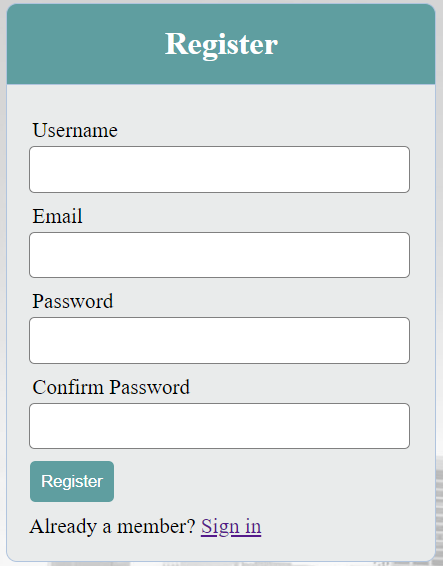 Register
Username
Email
Password
Confirm Password
Register
Already a member? Sign in